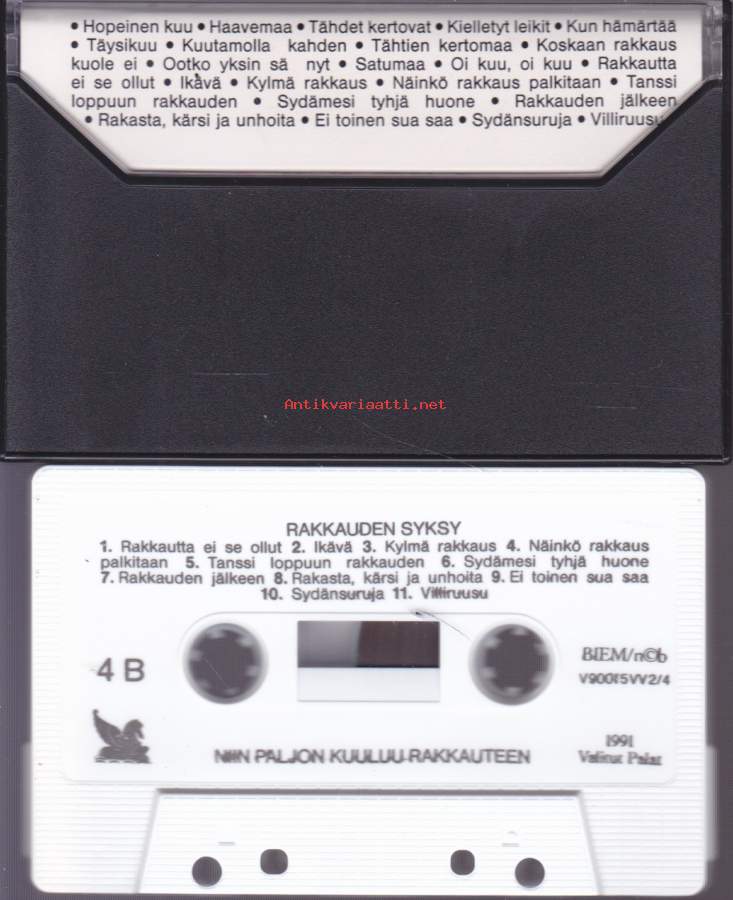 • Hopeinen kuu • Haavemaa • Tähdet kertovat • Kielletyt leikit • Kun hämärtää
• Täysikuu • Kuutamolla kahden • Tähtien kertomaa • Koskaan rakkaus
kuole ei • Ootko yksin sä nyt • Satumaa • Oi kuu, oi kuu • Rakkautta
ei se ollut • Ikävä • Kylmä rakkaus • Näinkö rakkaus palkitaan • Tanssi
loppuun rakkauden • Sydämesi tyhjä huone • Rakkauden jälkeen
• Rakasta, kärsi ja unhoita • Ei toinen sua saa • Sydänsuruja • Villiruusu
Antikvariaatti.net
RAKKAUDEN SYKSY
1. Rakkautta ei se ollut 2. Ikävä 3. Kylmä rakkaus 4. Näinkö rakkaus
palkitaan 5. Tanssi loppuun rakkauden 6. Sydämesi tyhjä huone
7. Rakkauden jälkeen 8. Rakasta, kärsi ja unhoita 9. Ei toinen sua saa
10. Sydänsuruja 11. Villiruusu
4 B
BIEM/n©b
V90015VV2/4
NIIN PALJON KUULUU RAKKAUTEEN
1991
Valitut Palat